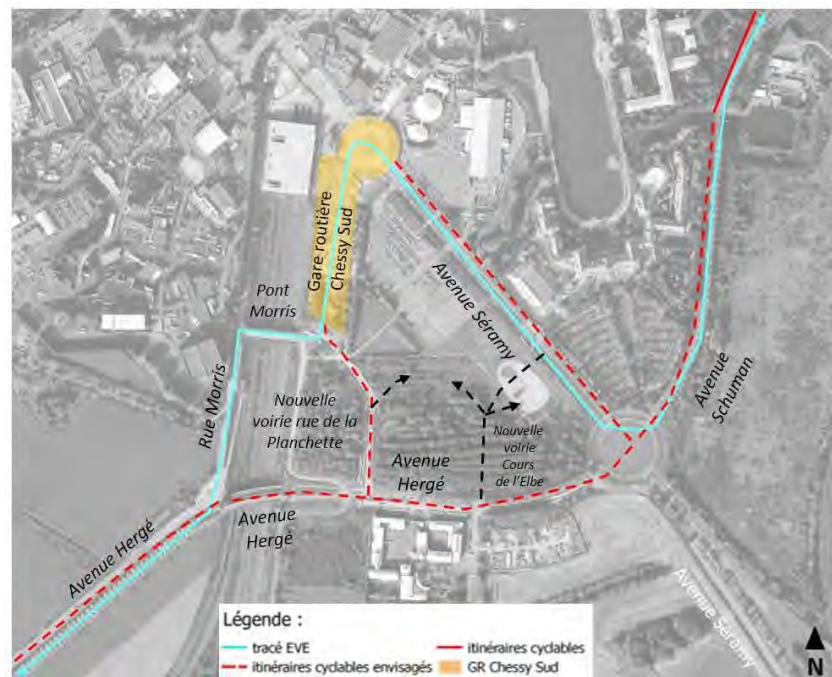 Gare routière
Chessy Sud
Pont
Morris
Avenue Séramy
Rue Morris
Nouvelle
voirie rue de la
Planchette
Avenue
Schuman
Avenue
Hergé
Nouvelle
voirie
Cours
de l'Elbe
Avenue Hergé
Avenue
Hergé
Avenue Séramy
Légende :
tracé EVE
itinéraires cyclables
itinéraires cyclables envisagés
GR Chessy Sud
N